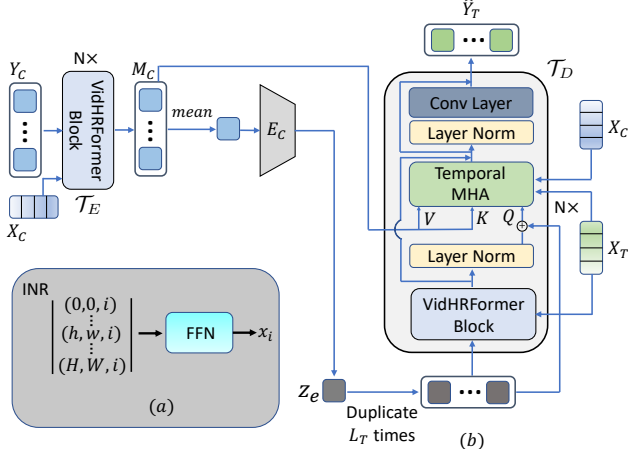 Ÿ_T
N×
Y_C
M_C
VidHRFormer
Block
mean
E_C
X_C
𝒯_E
𝒯_D
Conv Layer
Layer Norm
Temporal
MHA
X_C
V
K
Q
N×
X_T
Layer Norm
VidHRFormer
Block
INR
(0,0, i)
(h, w, i)
(H, W, i)
FFN
x_i
(a)
z_e
Duplicate
L_T times
(b)